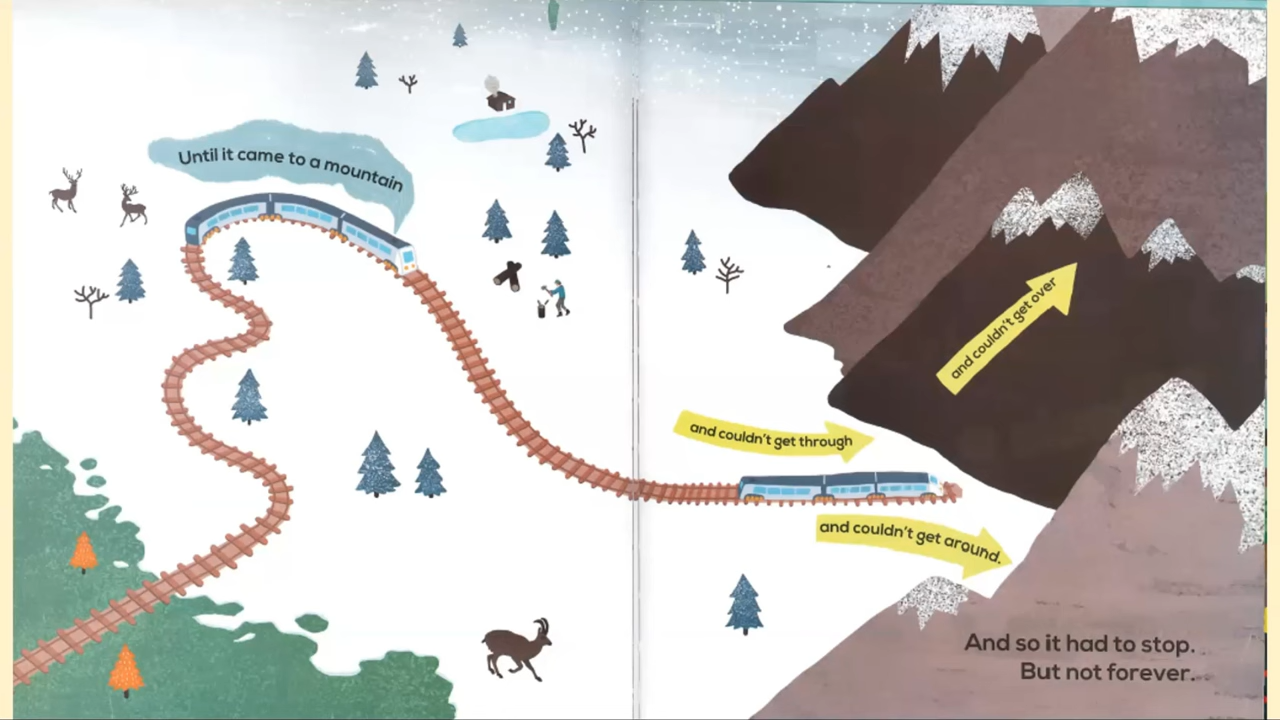 Until it came to a mountain
and couldn't get through
and couldn't get over
and couldn't get around.
And so it had to stop.
But not forever.